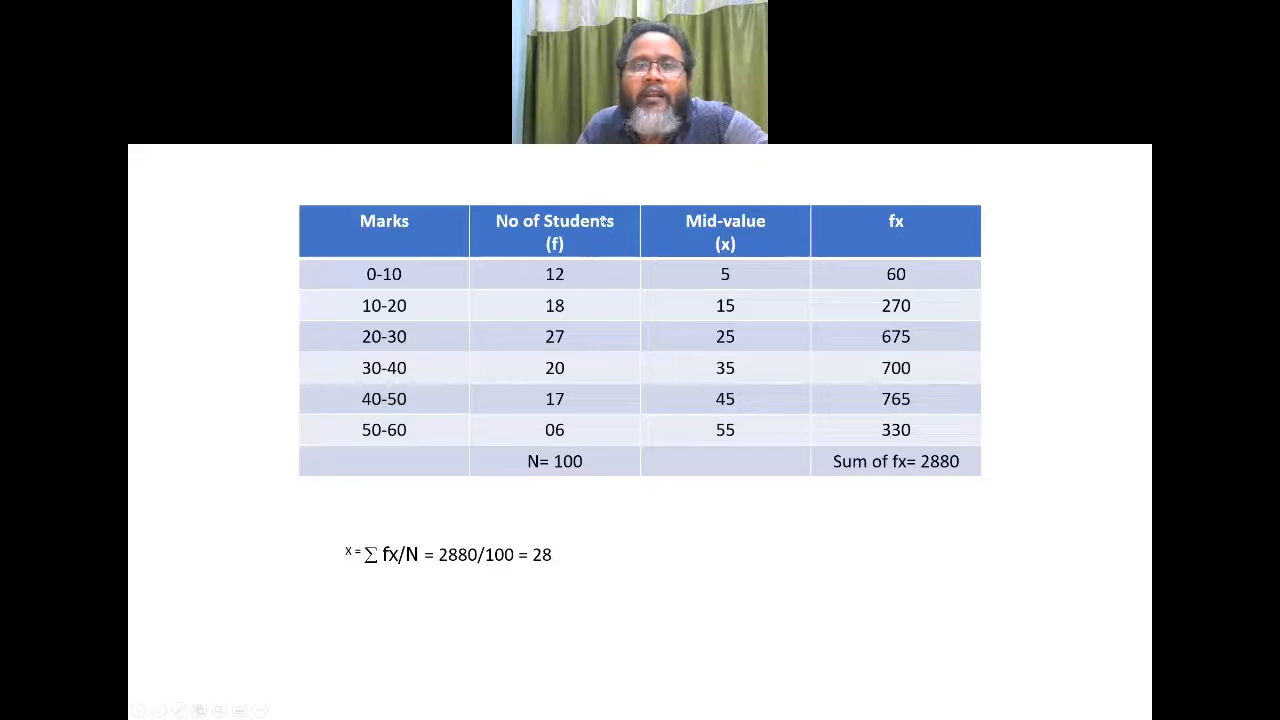 Marks No of Students (f) Mid-value (x) fx
0-10 12 5 60
10-20 18 15 270
20-30 27 25 675
30-40 20 35 700
40-50 17 45 765
50-60 06 55 330
N= 100 Sum of fx= 2880
X = ∑ fx/N = 2880/100 = 28